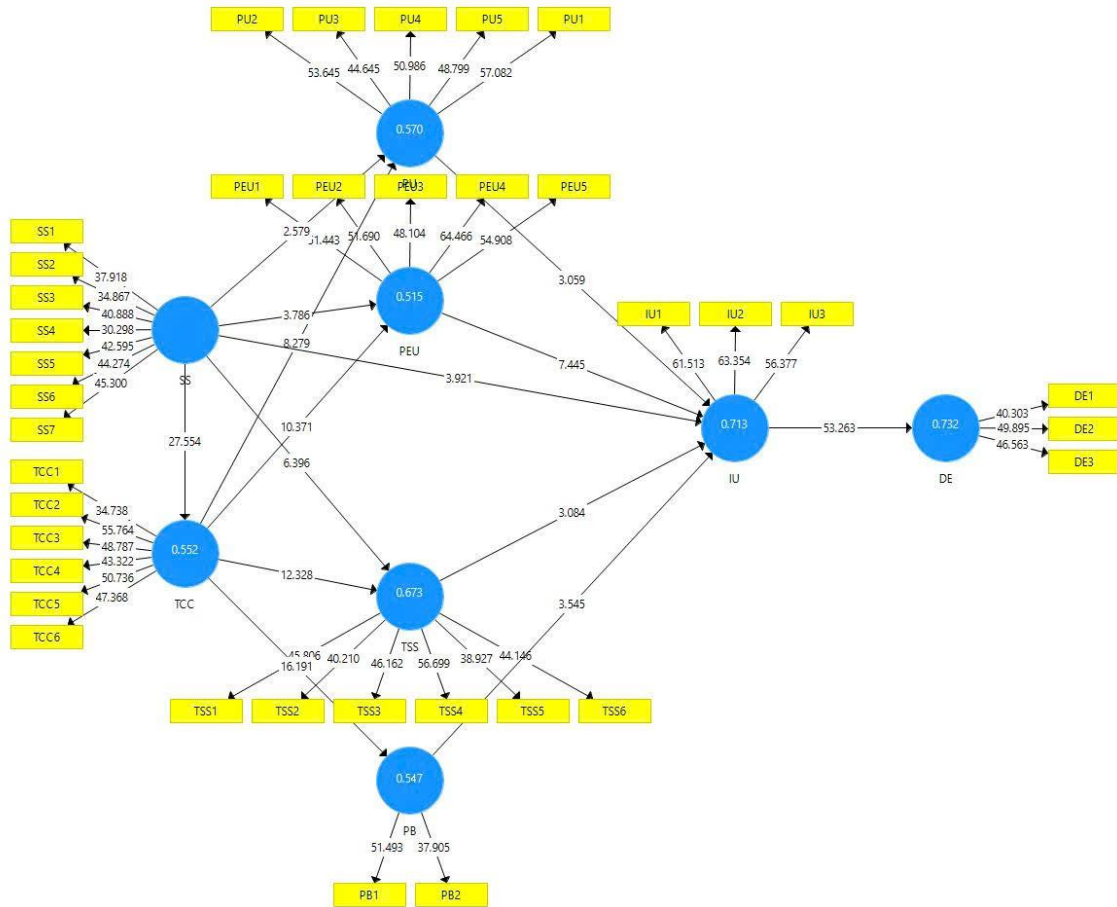 PU2 PU3 PU4 PU5 PU1
53.645 44.645 50.986 48.799 57.082
0.570
PU
PEU1 PEU2 PEU3 PEU4 PEU5
51.690 48.104 64.466 54.908
2.579
0.515
PEU
SS1
SS2
SS3
SS4
SS5
SS6
SS7
37.918
34.867
40.888
30.298
42.595
44.274
45.300
SS
3.786
8.279
3.059
7.445
3.921
IU1 IU2 IU3
61.513 63.354 56.377
0.713
IU
53.263
0.732
DE
40.303
49.895
46.563
DE1
DE2
DE3
27.554
10.371
6.396
TCC1
TCC2
TCC3
TCC4
TCC5
TCC6
34.738
55.764
48.787
43.322
50.736
47.368
0.552
TCC
12.328
3.084
3.545
0.673
TSS
45.806 40.210 46.162 56.699 38.927 44.146
16.191
TSS1 TSS2 TSS3 TSS4 TSS5 TSS6
0.547
PB
51.493 37.905
PB1 PB2